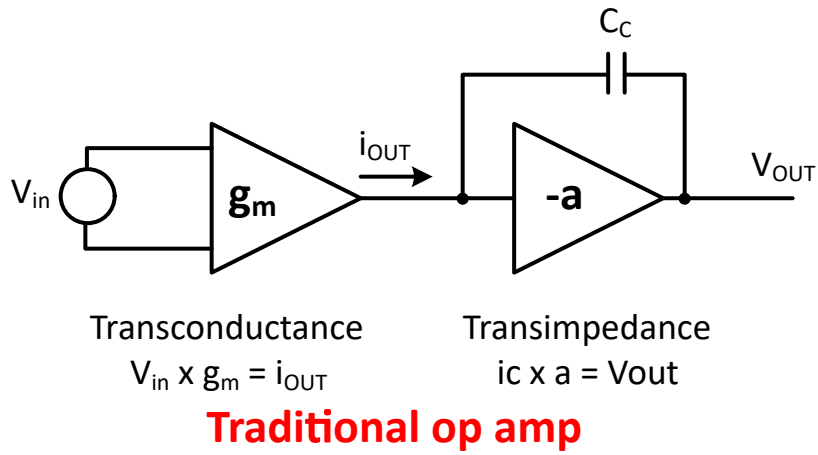 C_C
i_OUT
V_in
g_m
-a
V_OUT
Transconductance
V_in x g_m = i_OUT
Transimpedance
ic x a = Vout
Traditional op amp